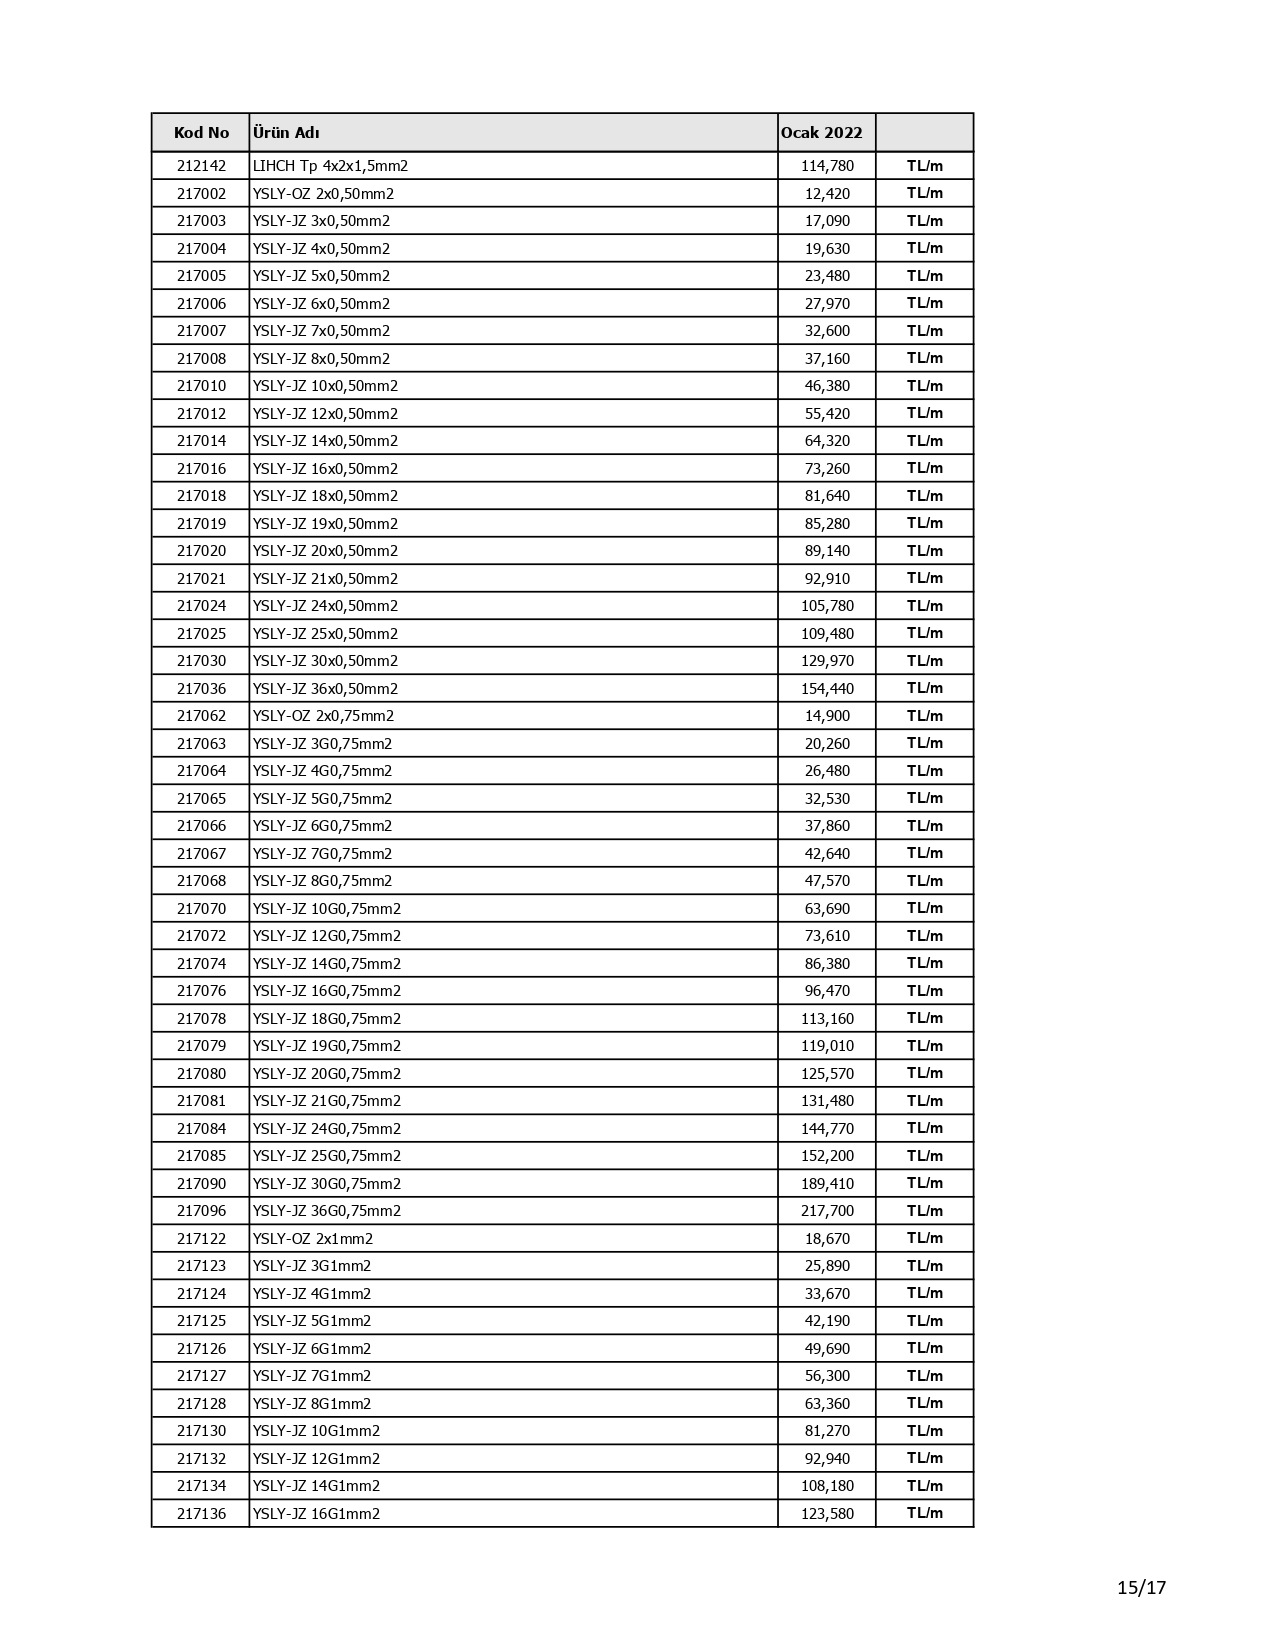 Kod No Ürün Adı Ocak 2022
212142 LIHCH Tp 4x2x1,5mm2 114,780 TL/m
217002 YSLY-OZ 2x0,50mm2 12,420 TL/m
217003 YSLY-JZ 3x0,50mm2 17,090 TL/m
217004 YSLY-JZ 4x0,50mm2 19,630 TL/m
217005 YSLY-JZ 5x0,50mm2 23,480 TL/m
217006 YSLY-JZ 6x0,50mm2 27,970 TL/m
217007 YSLY-JZ 7x0,50mm2 32,600 TL/m
217008 YSLY-JZ 8x0,50mm2 37,160 TL/m
217010 YSLY-JZ 10x0,50mm2 46,380 TL/m
217012 YSLY-JZ 12x0,50mm2 55,420 TL/m
217014 YSLY-JZ 14x0,50mm2 64,320 TL/m
217016 YSLY-JZ 16x0,50mm2 73,260 TL/m
217018 YSLY-JZ 18x0,50mm2 81,640 TL/m
217019 YSLY-JZ 19x0,50mm2 85,280 TL/m
217020 YSLY-JZ 20x0,50mm2 89,140 TL/m
217021 YSLY-JZ 21x0,50mm2 92,910 TL/m
217024 YSLY-JZ 24x0,50mm2 105,780 TL/m
217025 YSLY-JZ 25x0,50mm2 109,480 TL/m
217030 YSLY-JZ 30x0,50mm2 129,970 TL/m
217036 YSLY-JZ 36x0,50mm2 154,440 TL/m
217062 YSLY-OZ 2x0,75mm2 14,900 TL/m
217063 YSLY-JZ 3G0,75mm2 20,260 TL/m
217064 YSLY-JZ 4G0,75mm2 26,480 TL/m
217065 YSLY-JZ 5G0,75mm2 32,530 TL/m
217066 YSLY-JZ 6G0,75mm2 37,860 TL/m
217067 YSLY-JZ 7G0,75mm2 42,640 TL/m
217068 YSLY-JZ 8G0,75mm2 47,570 TL/m
217070 YSLY-JZ 10G0,75mm2 63,690 TL/m
217072 YSLY-JZ 12G0,75mm2 73,610 TL/m
217074 YSLY-JZ 14G0,75mm2 86,380 TL/m
217076 YSLY-JZ 16G0,75mm2 96,470 TL/m
217078 YSLY-JZ 18G0,75mm2 113,160 TL/m
217079 YSLY-JZ 19G0,75mm2 119,010 TL/m
217080 YSLY-JZ 20G0,75mm2 125,570 TL/m
217081 YSLY-JZ 21G0,75mm2 131,480 TL/m
217084 YSLY-JZ 24G0,75mm2 144,770 TL/m
217085 YSLY-JZ 25G0,75mm2 152,200 TL/m
217090 YSLY-JZ 30G0,75mm2 189,410 TL/m
217096 YSLY-JZ 36G0,75mm2 217,700 TL/m
217122 YSLY-OZ 2x1mm2 18,670 TL/m
217123 YSLY-JZ 3G1mm2 25,890 TL/m
217124 YSLY-JZ 4G1mm2 33,670 TL/m
217125 YSLY-JZ 5G1mm2 42,190 TL/m
217126 YSLY-JZ 6G1mm2 49,690 TL/m
217127 YSLY-JZ 7G1mm2 56,300 TL/m
217128 YSLY-JZ 8G1mm2 63,360 TL/m
217130 YSLY-JZ 10G1mm2 81,270 TL/m
217132 YSLY-JZ 12G1mm2 92,940 TL/m
217134 YSLY-JZ 14G1mm2 108,180 TL/m
217136 YSLY-JZ 16G1mm2 123,580 TL/m
15/17